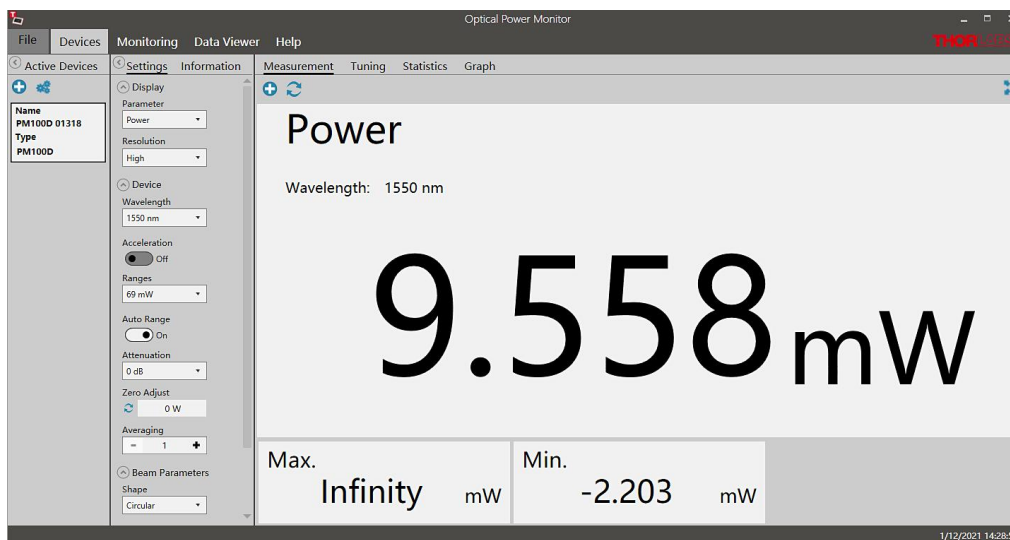 Optical Power Monitor
File Devices Monitoring Data Viewer Help
Active Devices
Settings Information
Measurement Tuning Statistics Graph
Name
PM100D 01318
Type
PM100D
Display
Parameter
Power
Resolution
High
Device
Wavelength
1550 nm
Acceleration
Off
Ranges
69 mW
Auto Range
On
Attenuation
0 dB
Zero Adjust
0 W
Averaging
- 1 +
Beam Parameters
Shape
Circular
Power
Wavelength: 1550 nm
9.558 mW
Max.
Infinity mW
Min.
-2.203 mW